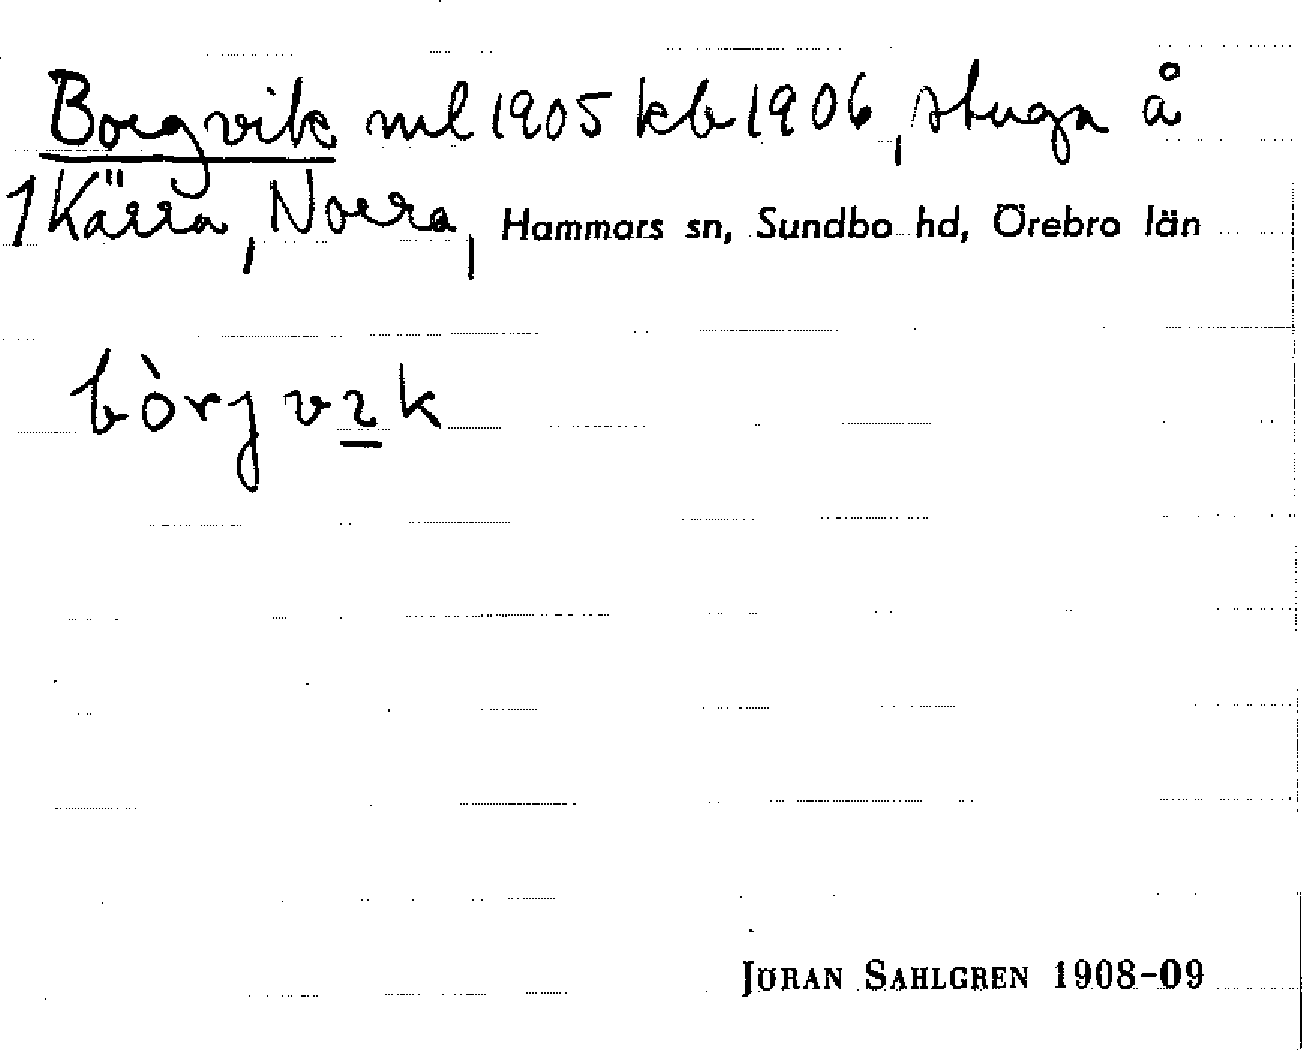 Borgvik ml 1905 kb 1906, stuga å
1 Kärra, Norra, Hammars sn, Sundbo hd, Örebro län
bòrjvık
JÖRAN SAHLGREN 1908-09